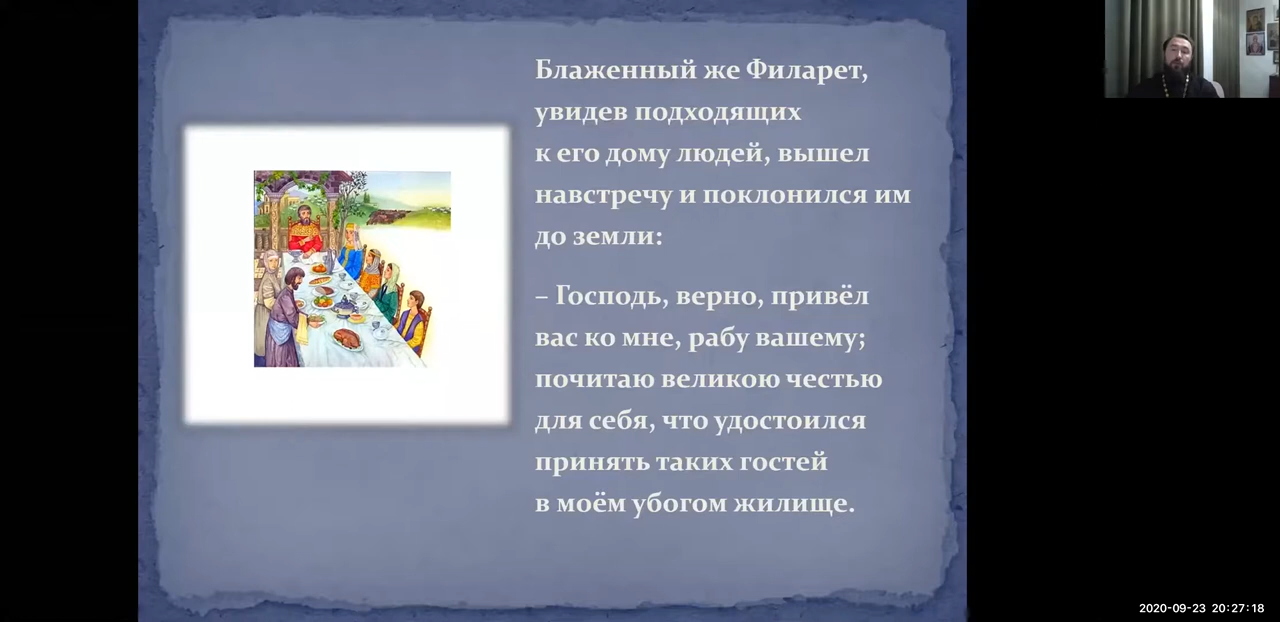 Блаженный же Филарет,
увидев подходящих
к его дому людей, вышел
навстречу и поклонился им
до земли:
– Господь, верно, привёл
вас ко мне, рабу вашему;
почитаю великою честью
для себя, что удостоился
принять таких гостей
в моём убогом жилище.
2020-09-23 20:27:18